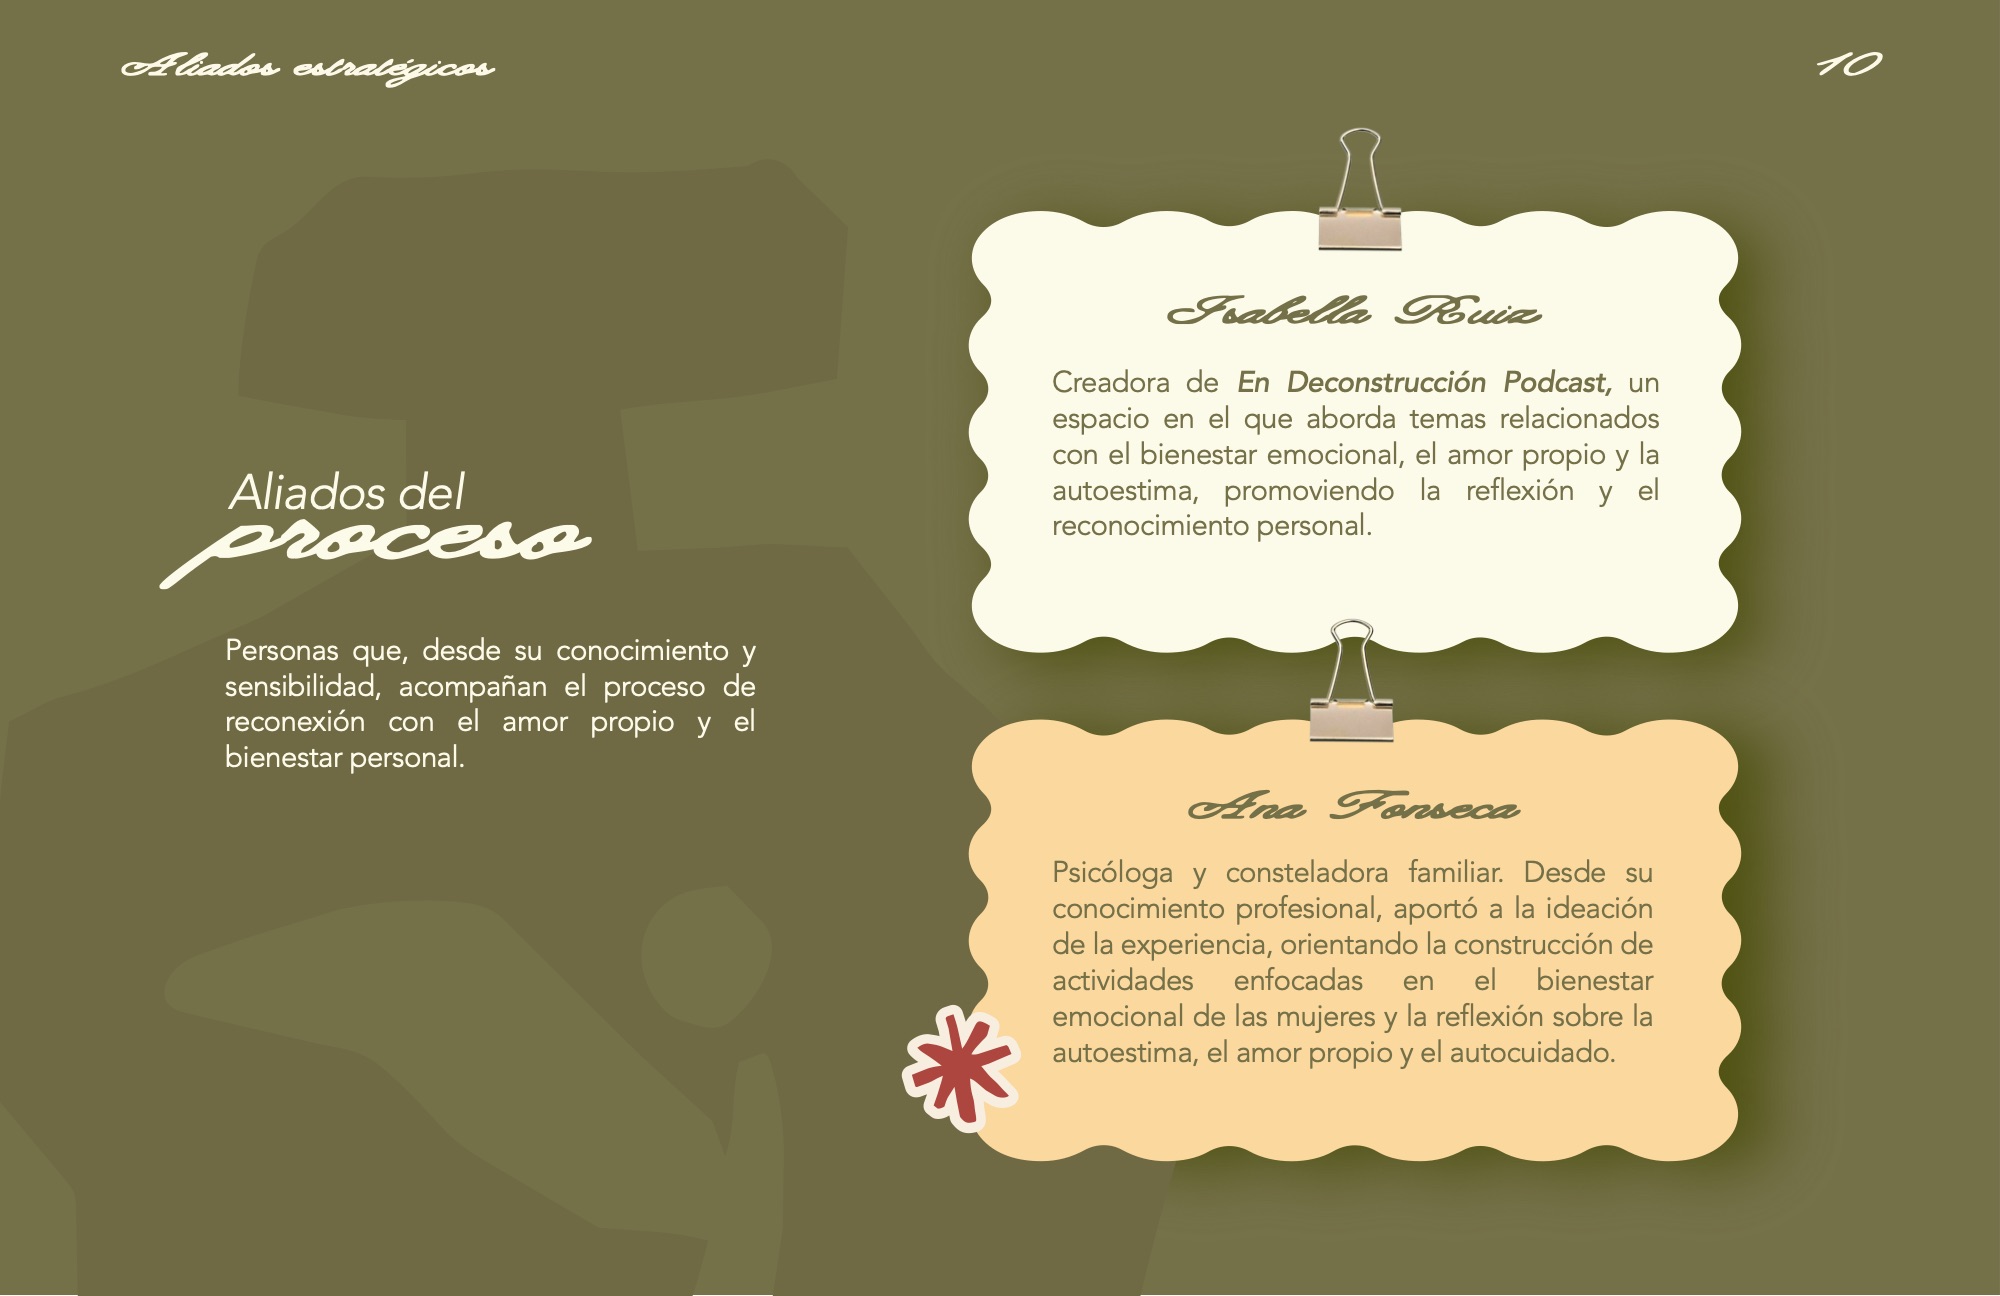 Aliados estratégicos
10
Aliados del
proceso
Personas que, desde su conocimiento y
sensibilidad, acompañan el proceso de
reconexión con el amor propio y el
bienestar personal.
Isabella Ruiz
Creadora de En Deconstrucción Podcast, un
espacio en el que aborda temas relacionados
con el bienestar emocional, el amor propio y la
autoestima, promoviendo la reflexión y el
reconocimiento personal.
Ana Fonseca
Psicóloga y consteladora familiar. Desde su
conocimiento profesional, aportó a la ideación
de la experiencia, orientando la construcción de
actividades enfocadas en el bienestar
emocional de las mujeres y la reflexión sobre la
autoestima, el amor propio y el autocuidado.